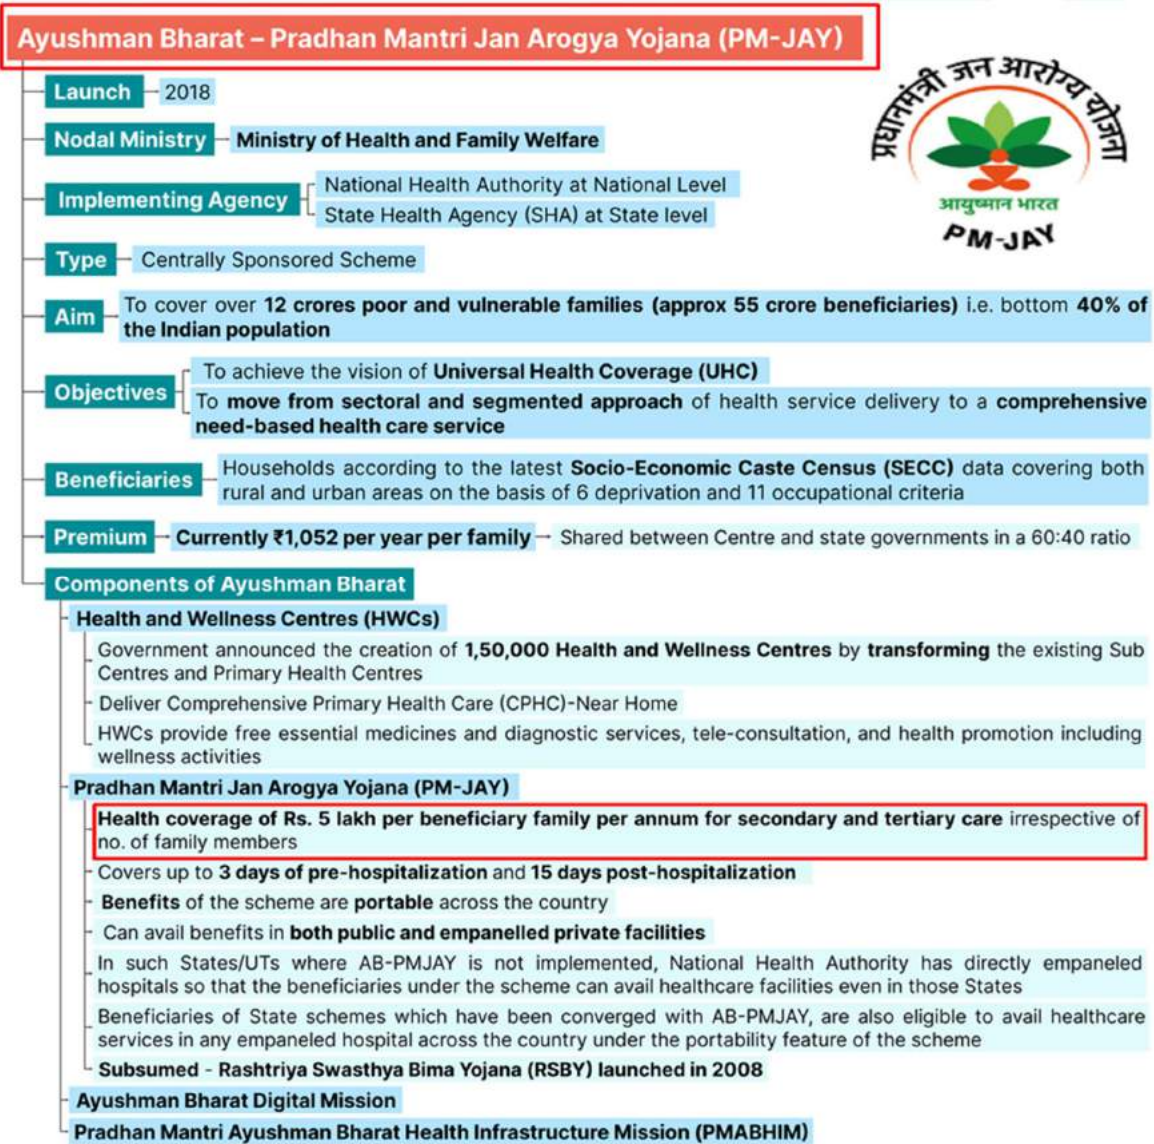 Ayushman Bharat – Pradhan Mantri Jan Arogya Yojana (PM-JAY)
प्रधानमंत्री जन आरोग्य योजना
आयुष्मान भारत
PM-JAY
Launch
2018
Nodal Ministry
Ministry of Health and Family Welfare
Implementing Agency
National Health Authority at National Level
State Health Agency (SHA) at State level
Type
Centrally Sponsored Scheme
Aim
To cover over 12 crores poor and vulnerable families (approx 55 crore beneficiaries) i.e. bottom 40% of
the Indian population
Objectives
To achieve the vision of Universal Health Coverage (UHC)
To move from sectoral and segmented approach of health service delivery to a comprehensive
need-based health care service
Beneficiaries
Households according to the latest Socio-Economic Caste Census (SECC) data covering both
rural and urban areas on the basis of 6 deprivation and 11 occupational criteria
Premium
Currently ₹1,052 per year per family
Shared between Centre and state governments in a 60:40 ratio
Components of Ayushman Bharat
Health and Wellness Centres (HWCs)
Government announced the creation of 1,50,000 Health and Wellness Centres by transforming the existing Sub
Centres and Primary Health Centres
Deliver Comprehensive Primary Health Care (CPHC)-Near Home
HWCs provide free essential medicines and diagnostic services, tele-consultation, and health promotion including
wellness activities
Pradhan Mantri Jan Arogya Yojana (PM-JAY)
Health coverage of Rs. 5 lakh per beneficiary family per annum for secondary and tertiary care irrespective of
no. of family members
Covers up to 3 days of pre-hospitalization and 15 days post-hospitalization
Benefits of the scheme are portable across the country
Can avail benefits in both public and empanelled private facilities
In such States/UTs where AB-PMJAY is not implemented, National Health Authority has directly empaneled
hospitals so that the beneficiaries under the scheme can avail healthcare facilities even in those States
Beneficiaries of State schemes which have been converged with AB-PMJAY, are also eligible to avail healthcare
services in any empaneled hospital across the country under the portability feature of the scheme
Subsumed - Rashtriya Swasthya Bima Yojana (RSBY) launched in 2008
Ayushman Bharat Digital Mission
Pradhan Mantri Ayushman Bharat Health Infrastructure Mission (PMABHIM)